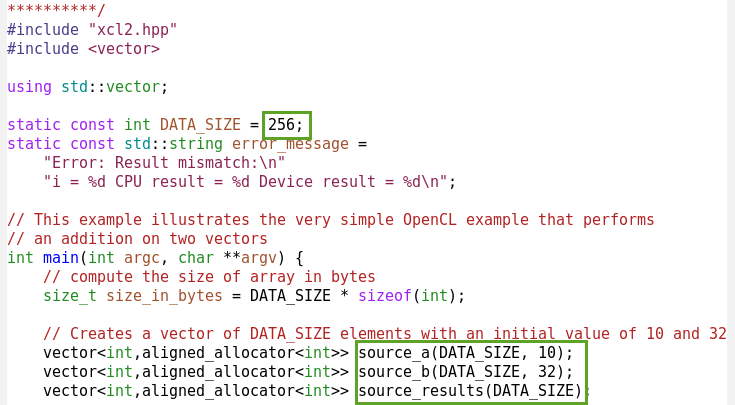 **********/
#include "xcl2.hpp"
#include <vector>
using std::vector;
static const int DATA_SIZE = 256;
static const std::string error_message =
    "Error: Result mismatch:\n"
    "i = %d CPU result = %d Device result = %d\n";
// This example illustrates the very simple OpenCL example that performs
// an addition on two vectors
int main(int argc, char **argv) {
    // compute the size of array in bytes
    size_t size_in_bytes = DATA_SIZE * sizeof(int);
    // Creates a vector of DATA_SIZE elements with an initial value of 10 and 32
    vector<int,aligned_allocator<int>> source_a(DATA_SIZE, 10);
    vector<int,aligned_allocator<int>> source_b(DATA_SIZE, 32);
    vector<int,aligned_allocator<int>> source_results(DATA_SIZE);